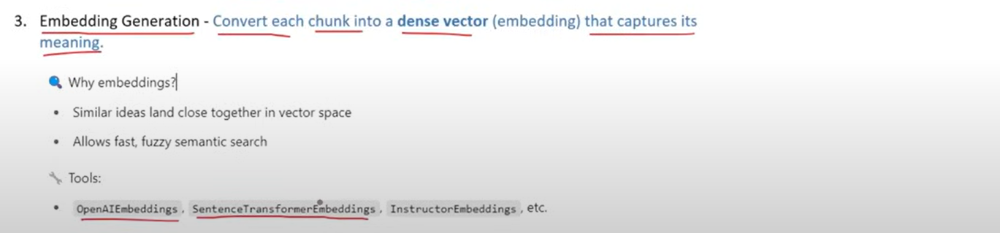 3. Embedding Generation - Convert each chunk into a dense vector (embedding) that captures its
meaning.
🔍 Why embeddings?
• Similar ideas land close together in vector space
• Allows fast, fuzzy semantic search
🔧 Tools:
• OpenAIEmbeddings, SentenceTransformerEmbeddings, InstructorEmbeddings, etc.